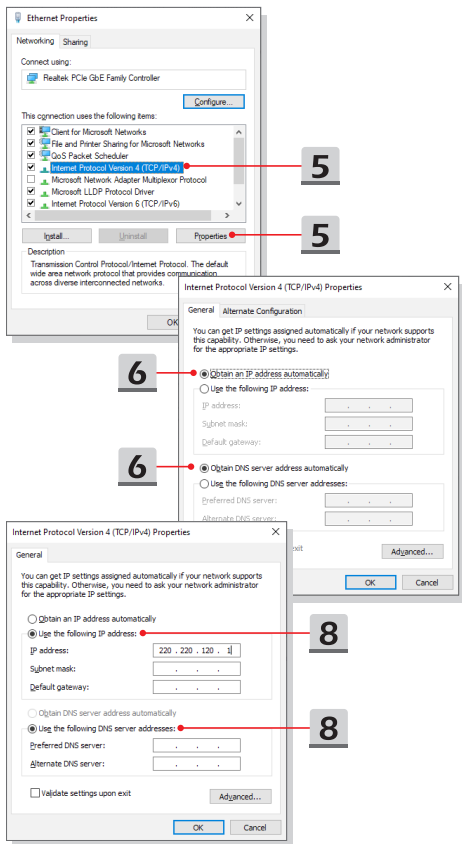 Ethernet Properties
Networking
Sharing
Connect using:
Realtek PCIe GbE Family Controller
Configure...
This connection uses the following items:
Client for Microsoft Networks
File and Printer Sharing for Microsoft Networks
QoS Packet Scheduler
Internet Protocol Version 4 (TCP/IPv4)
Microsoft Network Adapter Multiplexor Protocol
Microsoft LLDP Protocol Driver
Internet Protocol Version 6 (TCP/IPv6)
5
Install...
Uninstall
Properties
5
Description
Transmission Control Protocol/Internet Protocol. The default
wide area network protocol that provides communication
across diverse interconnected networks.
OK
Internet Protocol Version 4 (TCP/IPv4) Properties
General
Alternate Configuration
You can get IP settings assigned automatically if your network supports
this capability. Otherwise, you need to ask your network administrator
for the appropriate IP settings.
6
Obtain an IP address automatically
Use the following IP address:
IP address:
Subnet mask:
Default gateway:
6
Obtain DNS server address automatically
Use the following DNS server addresses:
Preferred DNS server:
Alternate DNS server:
exit
Advanced...
OK
Cancel
Internet Protocol Version 4 (TCP/IPv4) Properties
General
You can get IP settings assigned automatically if your network supports
this capability. Otherwise, you need to ask your network administrator
for the appropriate IP settings.
Obtain an IP address automatically
Use the following IP address:
8
IP address:
220 . 220 . 120 . 1
Subnet mask:
Default gateway:
Obtain DNS server address automatically
Use the following DNS server addresses:
8
Preferred DNS server:
Alternate DNS server:
Validate settings upon exit
Advanced...
OK
Cancel